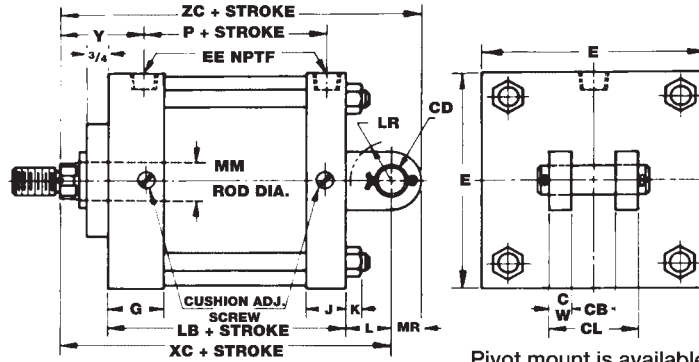 ZC + STROKE
Y
P + STROKE
3/4
EE NPTF
E
LR
CD
MM
ROD DIA.
E
G
CUSHION ADJ.
SCREW
J
K
LB + STROKE
L
MR
XC + STROKE
C
W
CB
CL
Pivot mount is available